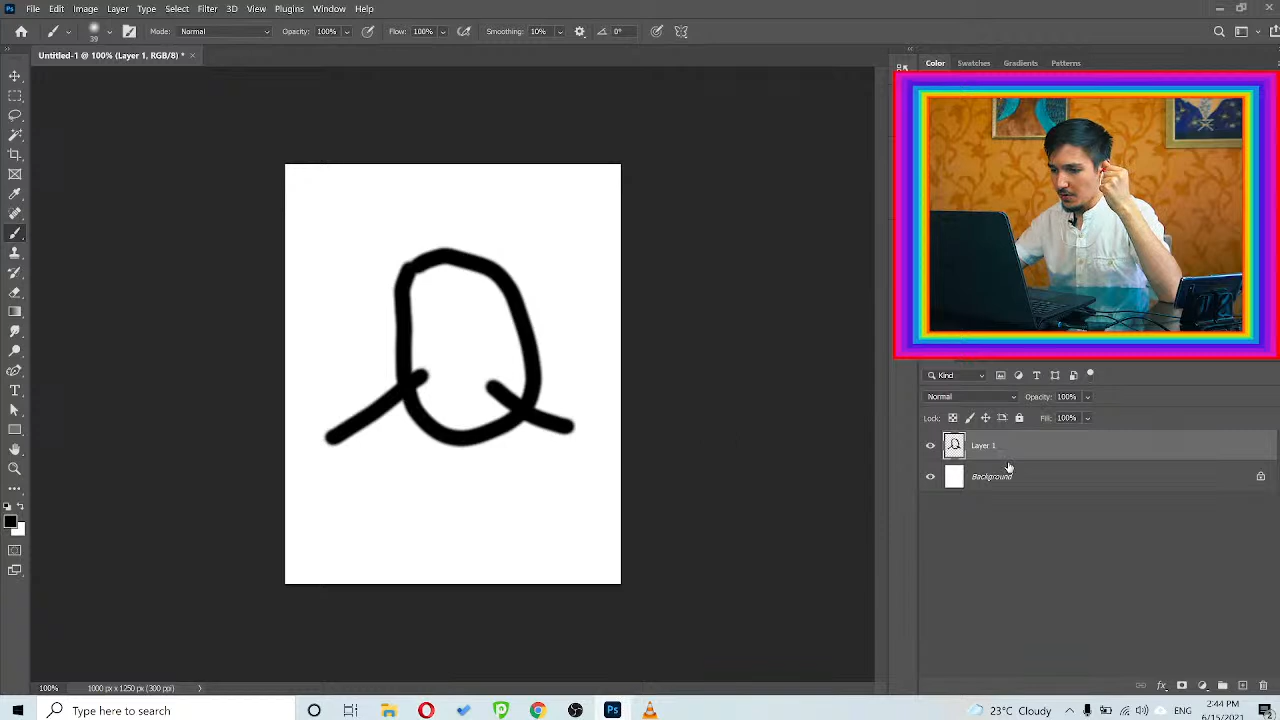 Ps File Edit Image Layer Type Select Filter 3D View Plugins Window Help
39 Mode: Normal Opacity: 100% Flow: 100% Smoothing: 10% 0°
Untitled-1 @ 100% (Layer 1, RGB/8) *
Color Swatches Gradients Patterns
Kind
Normal Opacity: 100%
Lock: Fill: 100%
Layer 1
Background
100% 1000 px x 1250 px (300 ppi)
Type here to search
23°C Cloudy ENG 2:44 PM